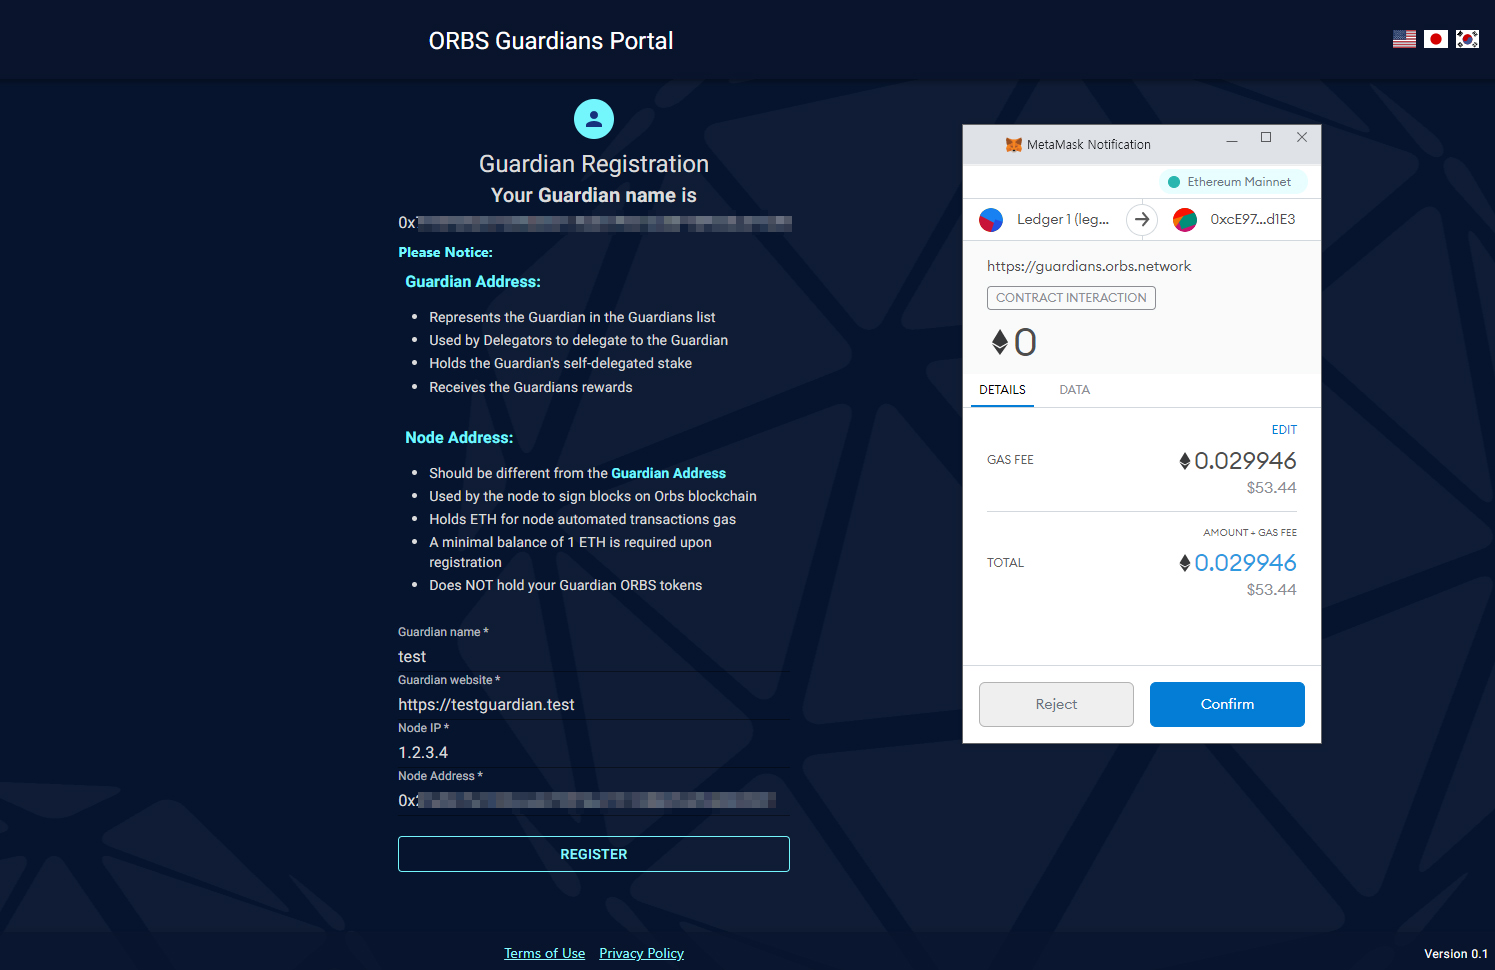 ORBS Guardians Portal
Guardian Registration
Your Guardian name is
Please Notice:
Guardian Address:
Represents the Guardian in the Guardians list
Used by Delegators to delegate to the Guardian
Holds the Guardian's self-delegated stake
Receives the Guardians rewards
Node Address:
Should be different from the Guardian Address
Used by the node to sign blocks on Orbs blockchain
Holds ETH for node automated transactions gas
A minimal balance of 1 ETH is required upon
registration
Does NOT hold your Guardian ORBS tokens
Guardian name *
test
Guardian website *
https://testguardian.test
Node IP *
1.2.3.4
Node Address *
REGISTER
Terms of Use Privacy Policy
Version 0.1
MetaMask Notification
Ethereum Mainnet
Ledger 1 (leg... 0xcE97...d1E3
https://guardians.orbs.network
CONTRACT INTERACTION
0
DETAILS DATA
EDIT
GAS FEE 0.029946
$53.44
AMOUNT + GAS FEE
TOTAL 0.029946
$53.44
Reject Confirm